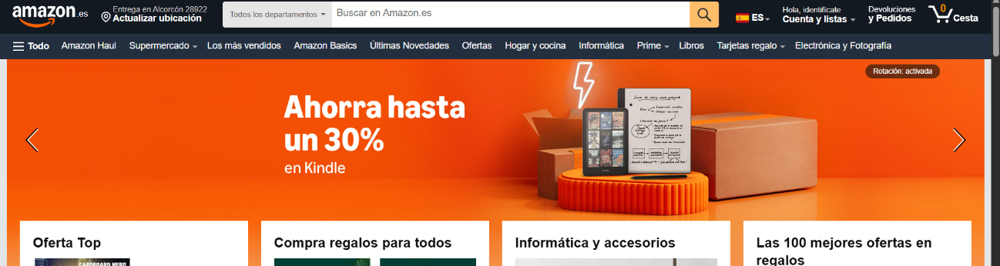 amazon.es
Entrega en Alcorcón 28922
Actualizar ubicación
Todos los departamentos
Buscar en Amazon.es
ES
Hola, identifícate
Cuenta y listas
Devoluciones
y Pedidos
0
Cesta
Todo
Amazon Haul
Supermercado
Los más vendidos
Amazon Basics
Últimas Novedades
Ofertas
Hogar y cocina
Informática
Prime
Libros
Tarjetas regalo
Electrónica y Fotografía
Rotación: activada
Ahorra hasta
un 30%
en Kindle
Oferta Top
Compra regalos para todos
Informática y accesorios
Las 100 mejores ofertas en
regalos
CARDBOARD HERO